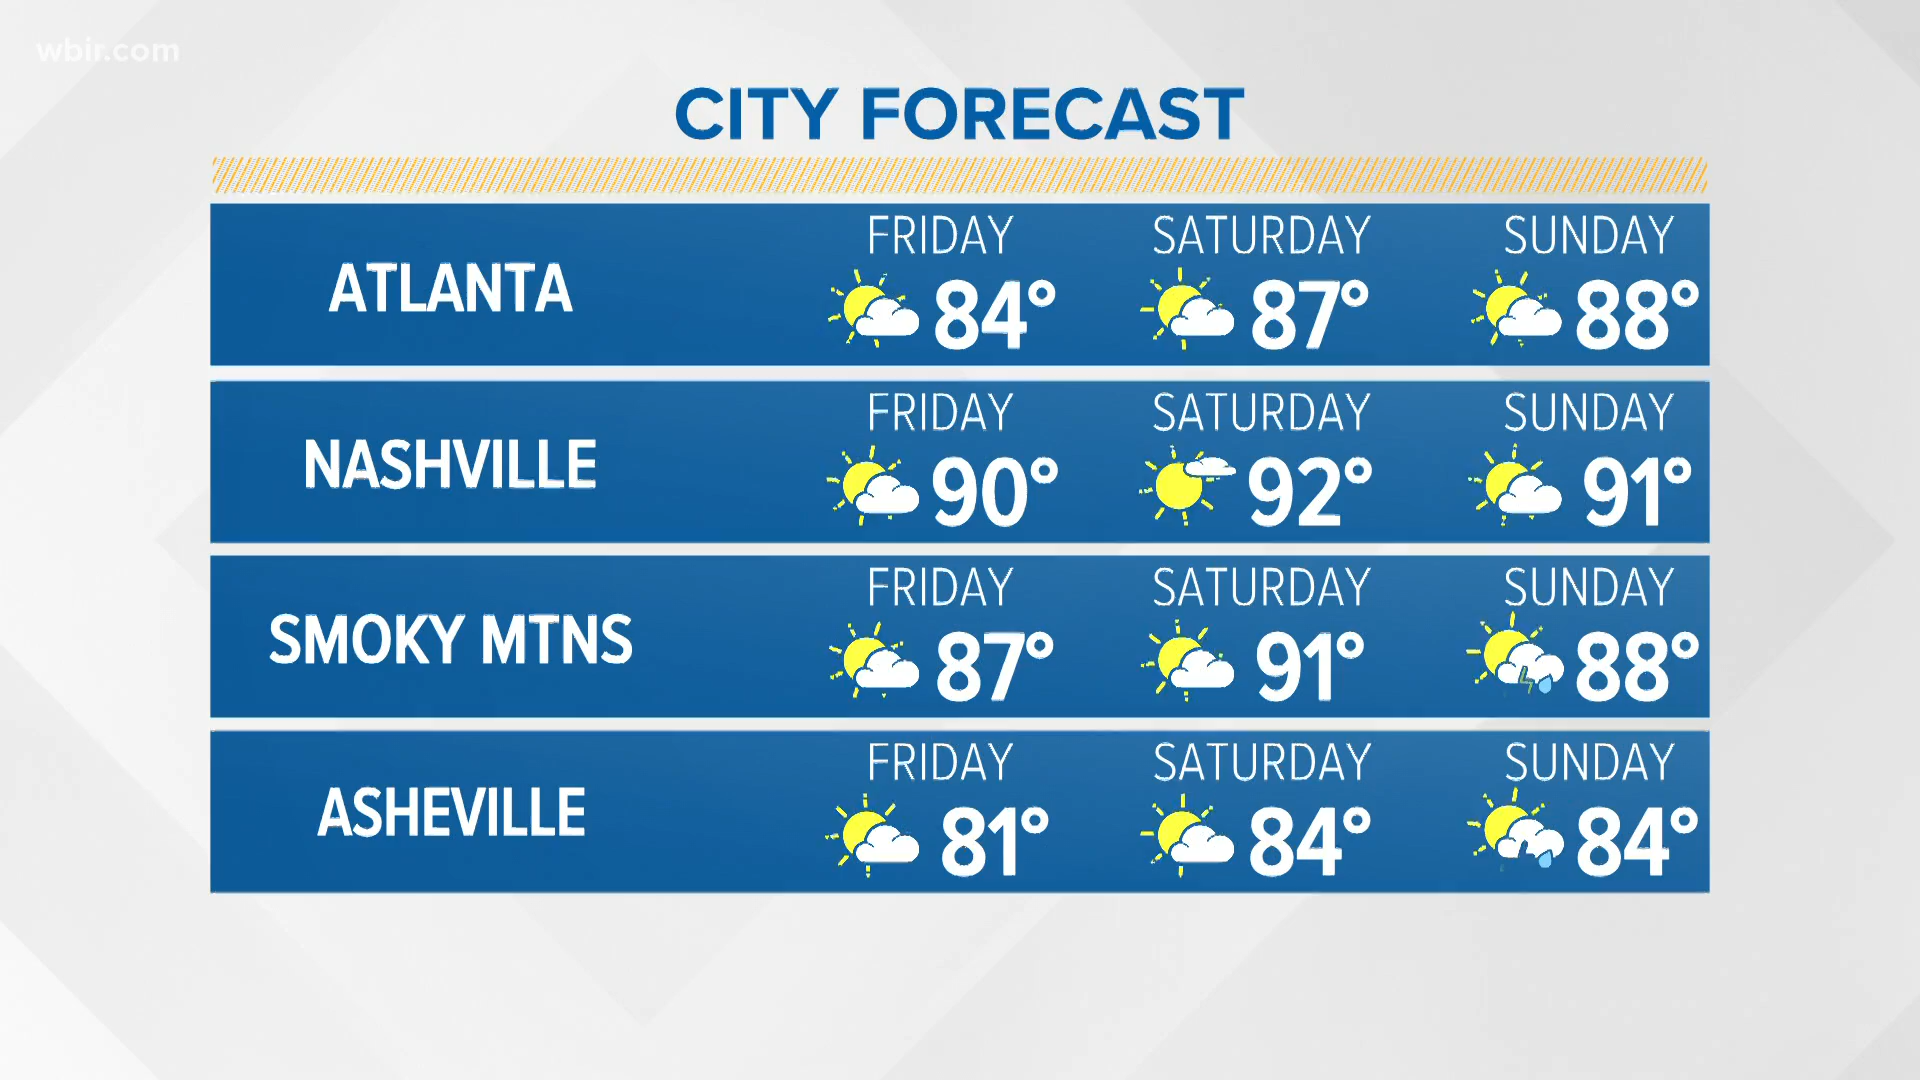 wbir.com
CITY FORECAST
FRIDAY SATURDAY SUNDAY
ATLANTA 84° 87° 88°
FRIDAY SATURDAY SUNDAY
NASHVILLE 90° 92° 91°
FRIDAY SATURDAY SUNDAY
SMOKY MTNS 87° 91° 88°
FRIDAY SATURDAY SUNDAY
ASHEVILLE 81° 84° 84°